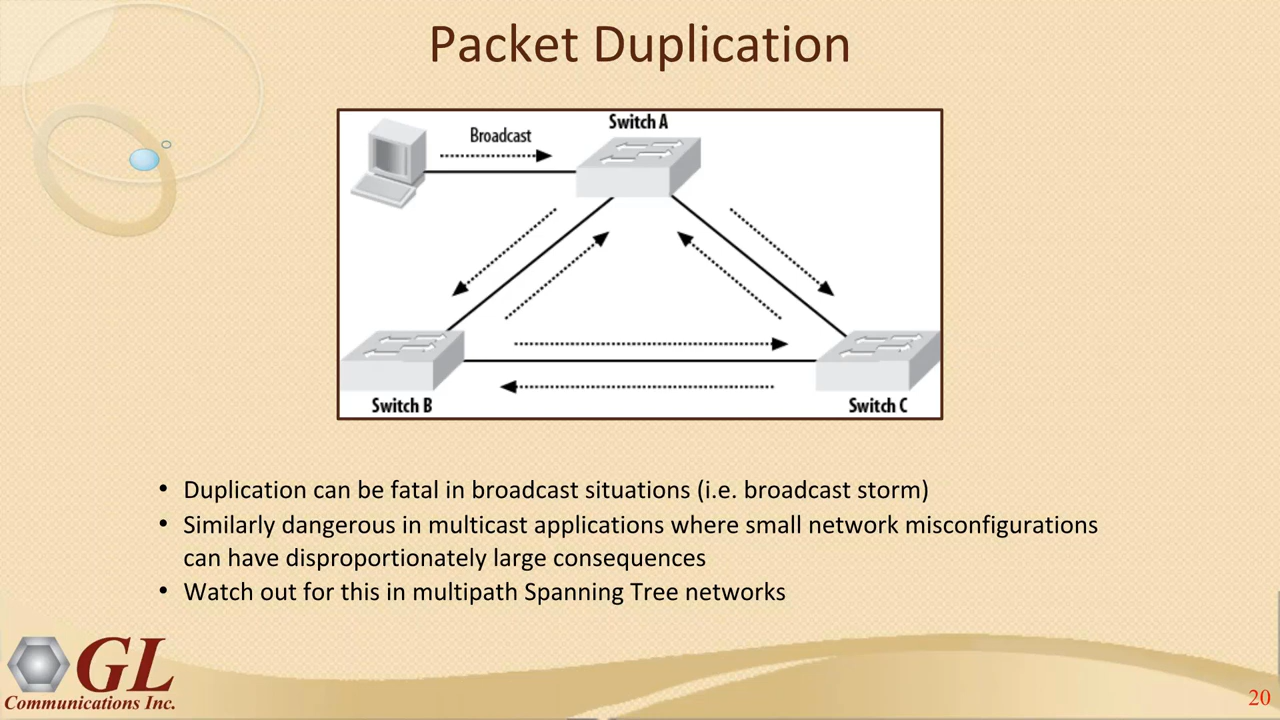 Packet Duplication
Broadcast
Switch A
Switch B
Switch C
• Duplication can be fatal in broadcast situations (i.e. broadcast storm)
• Similarly dangerous in multicast applications where small network misconfigurations
can have disproportionately large consequences
• Watch out for this in multipath Spanning Tree networks
GL
Communications Inc.
20